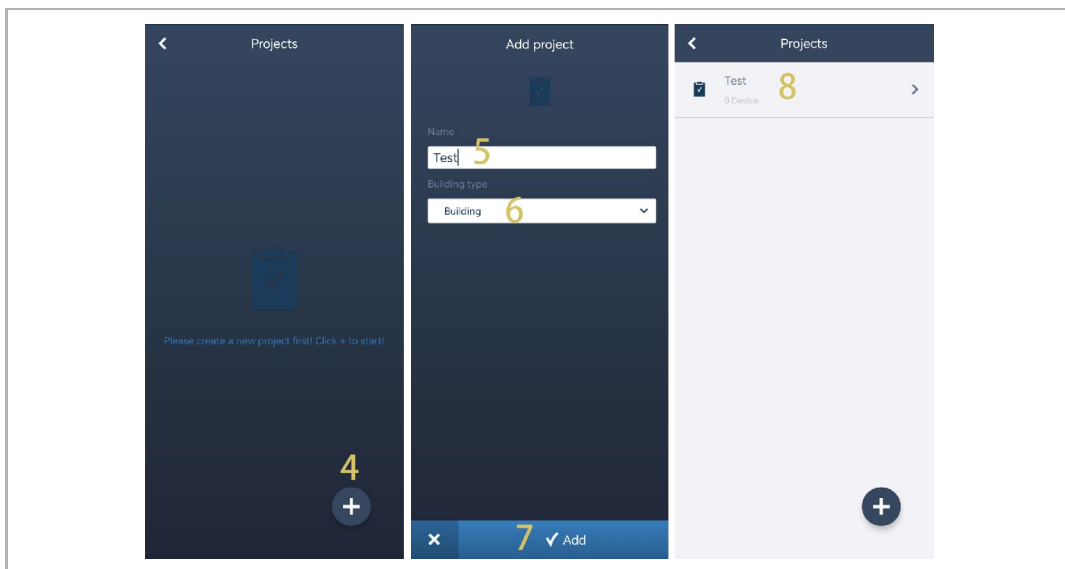 Projects
Please create a new project first! Click + to start!
4
+
Add project
Name
Test
5
Building type
Building
6
7
Add
Projects
Test
0 Device
8
+